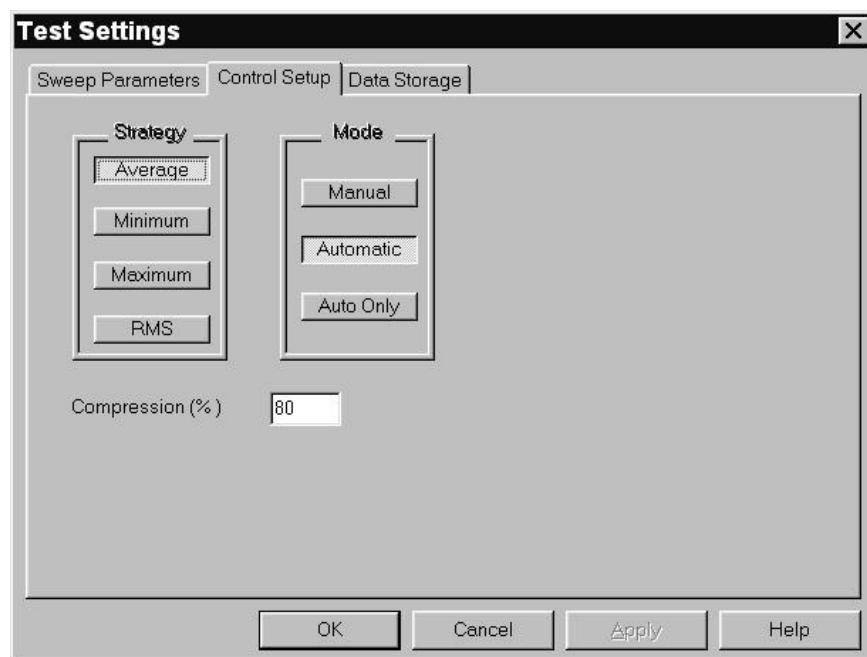 Test Settings
Sweep Parameters
Control Setup
Data Storage
Strategy
Average
Minimum
Maximum
RMS
Mode
Manual
Automatic
Auto Only
Compression (% )
80
OK
Cancel
Apply
Help